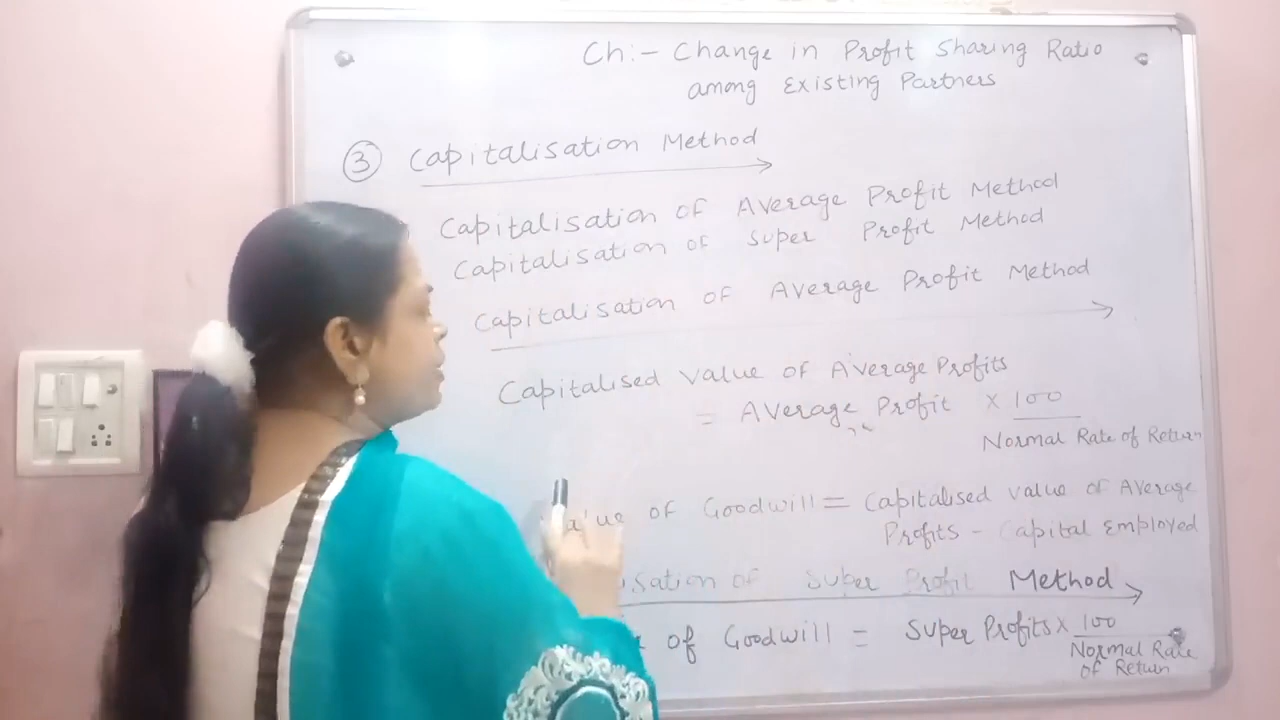 Ch:- Change in Profit Sharing Ratio
among Existing Partners
③ Capitalisation Method
Capitalisation of Average Profit Method
Capitalisation of Super Profit Method
Capitalisation of Average Profit Method
Capitalised Value of Average Profits
= Average Profit × 100
Normal Rate of Return
of Goodwill = Capitalised Value of Average
Profits - Capital Employed
of Super Profit Method
of Goodwill = Super Profits × 100
Normal Rate
of Return